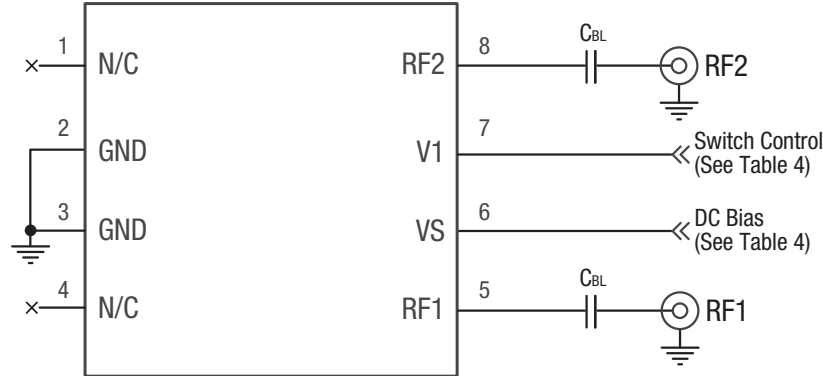 1 N/C RF2 8 CBL RF2
2 GND V1 7 Switch Control
(See Table 4)
3 GND VS 6 DC Bias
(See Table 4)
4 N/C RF1 5 CBL RF1